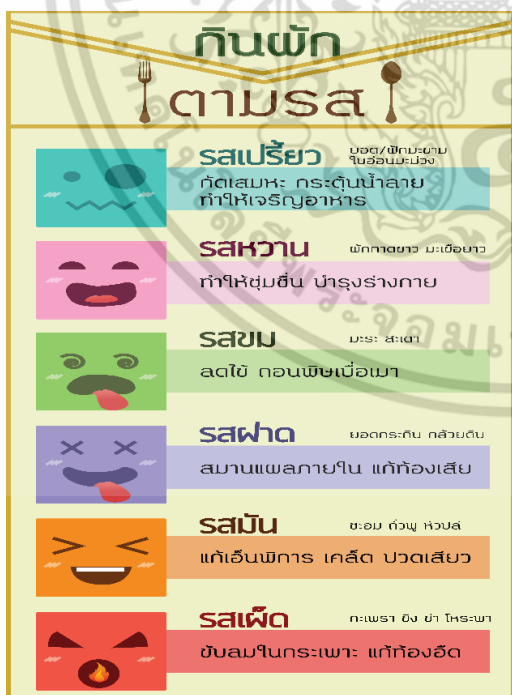 กินผัก
ตามรส
รสเปรี้ยว
ยอด/ฝักมะขาม
ใบอ่อนมะม่วง
กัดเสมหะ กระตุ้นน้ำลาย
ทำให้เจริญอาหาร
รสหวาน ผักกาดขาว มะเขือยาว
ทำให้ชุ่มชื่น บำรุงร่างกาย
รสขม มะระ สะเดา
ลดไข้ ถอนพิษเบื่อเมา
รสฝาด ยอดกระถิน กล้วยดิบ
สมานแผลภายใน แก้ท้องเสีย
รสมัน ชะอม ถั่วพู หัวปลี
แก้เอ็นพิการ เคล็ด ปวดเสียว
รสเผ็ด กะเพรา ขิง ข่า โหระพา
ขับลมในกระเพาะ แก้ท้องอืด